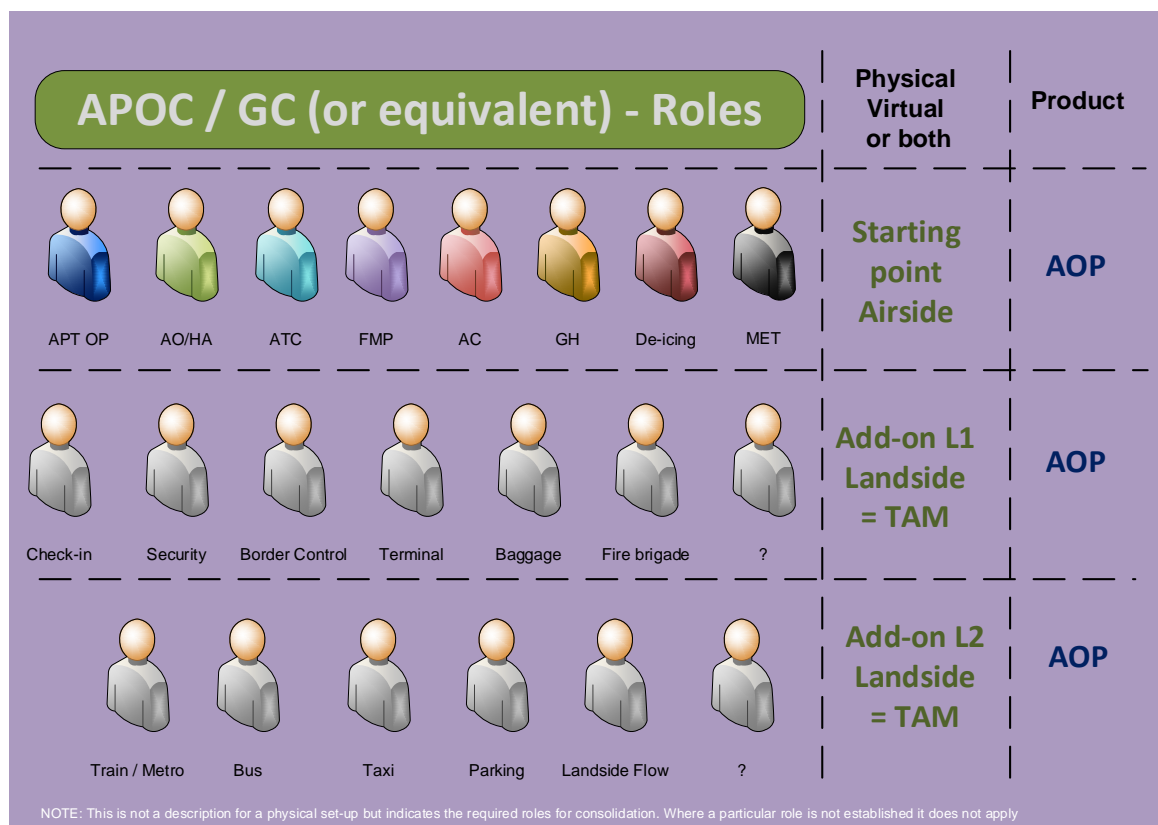 APOC / GC (or equivalent) - Roles
Physical
Virtual
or both
Product
APT OP
AO/HA
ATC
FMP
AC
GH
De-icing
MET
Starting
point
Airside
AOP
Check-in
Security
Border Control
Terminal
Baggage
Fire brigade
?
Add-on L1
Landside
= TAM
AOP
Train / Metro
Bus
Taxi
Parking
Landside Flow
?
Add-on L2
Landside
= TAM
AOP
NOTE: This is not a description for a physical set-up but indicates the required roles for consolidation. Where a particular role is not established it does not apply